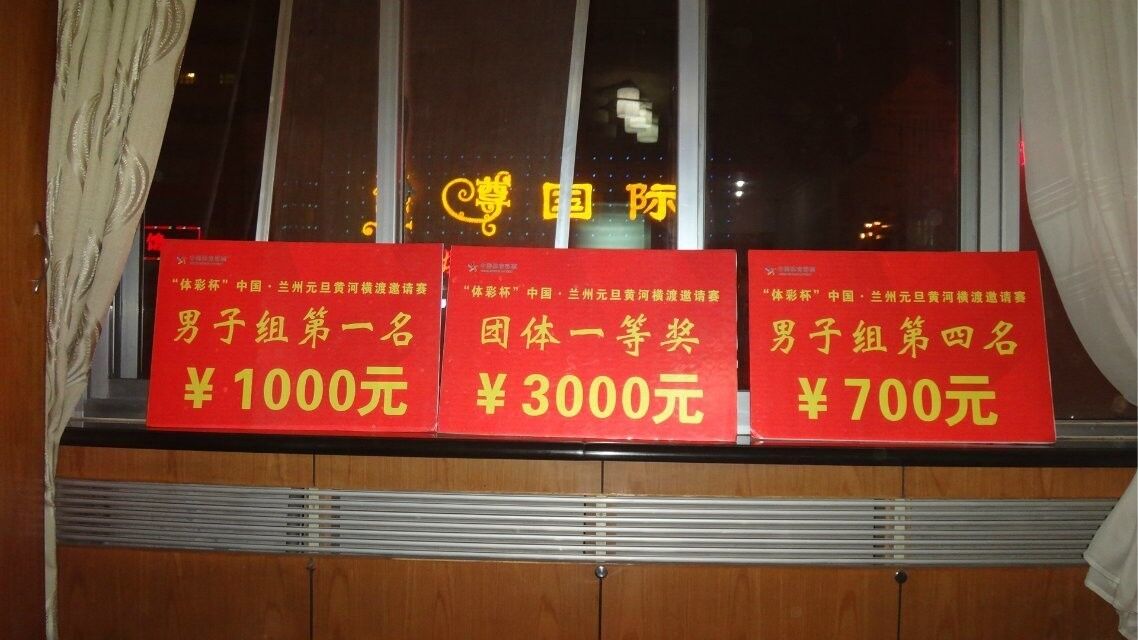 尊国际
“体彩杯”中国·兰州元旦黄河横渡邀请赛
男子组第一名
￥1000元
“体彩杯”中国·兰州元旦黄河横渡邀请赛
团体一等奖
￥3000元
“体彩杯”中国·兰州元旦黄河横渡邀请赛
男子组第四名
￥700元